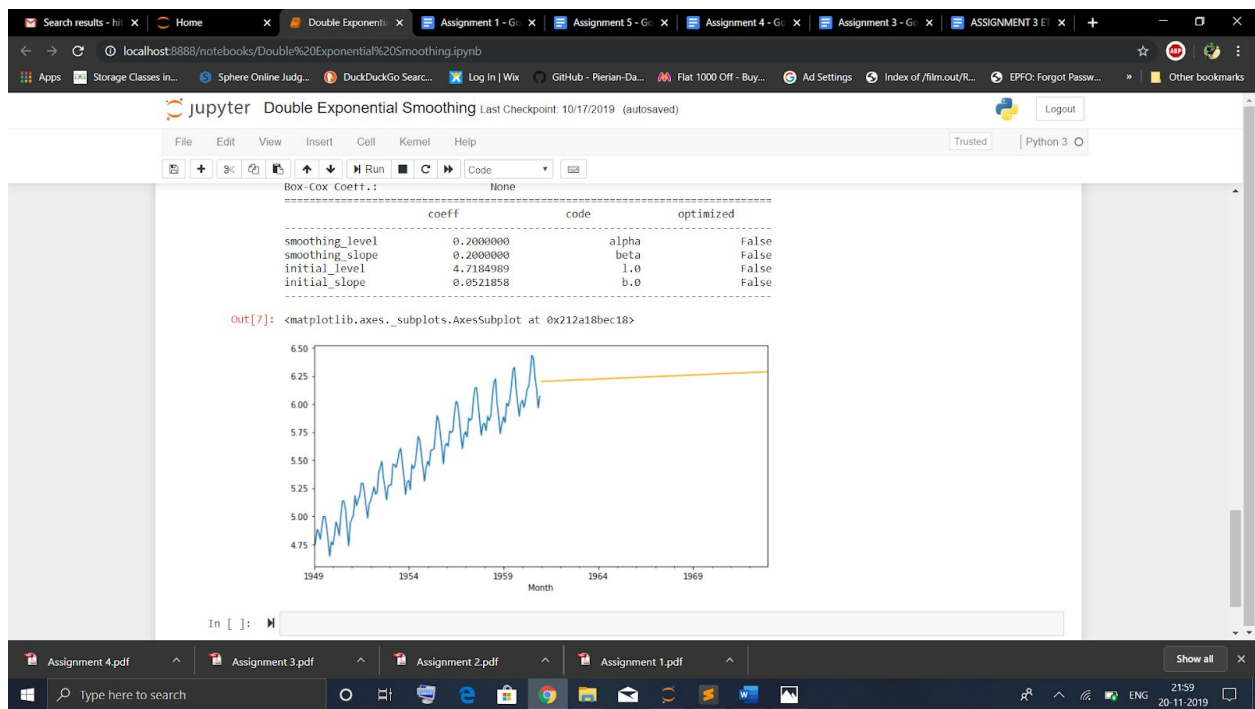 Search results - hit
Home
Double Exponentia
Assignment 1 - Go
Assignment 5 - Go
Assignment 4 - Go
Assignment 3 - Go
ASSIGNMENT 3 ET
localhost:8888/notebooks/Double%20Exponential%20Smoothing.ipynb
ABP
Apps Storage Classes in... Sphere Online Judg... DuckDuckGo Searc... Log In | Wix GitHub - Pierian-Da... Flat 1000 Off - Buy... Ad Settings Index of /film.out/R... EPFO: Forgot Passw... » Other bookmarks
jupyter Double Exponential Smoothing Last Checkpoint: 10/17/2019 (autosaved) Logout
File Edit View Insert Cell Kernel Help Trusted Python 3
Run Code
Box-Cox Coeff.: None
==============================================================================
coeff code optimized
------------------------------------------------------------------------------
smoothing_level 0.2000000 alpha False
smoothing_slope 0.2000000 beta False
initial_level 4.7184989 l.0 False
initial_slope 0.0521858 b.0 False
------------------------------------------------------------------------------
Out[7]: <matplotlib.axes._subplots.AxesSubplot at 0x212a18bec18>
6.50
6.25
6.00
5.75
5.50
5.25
5.00
4.75
1949 1954 1959 1964 1969
Month
In [ ]:
Assignment 4.pdf Assignment 3.pdf Assignment 2.pdf Assignment 1.pdf Show all
Type here to search
ENG
21:59
20-11-2019